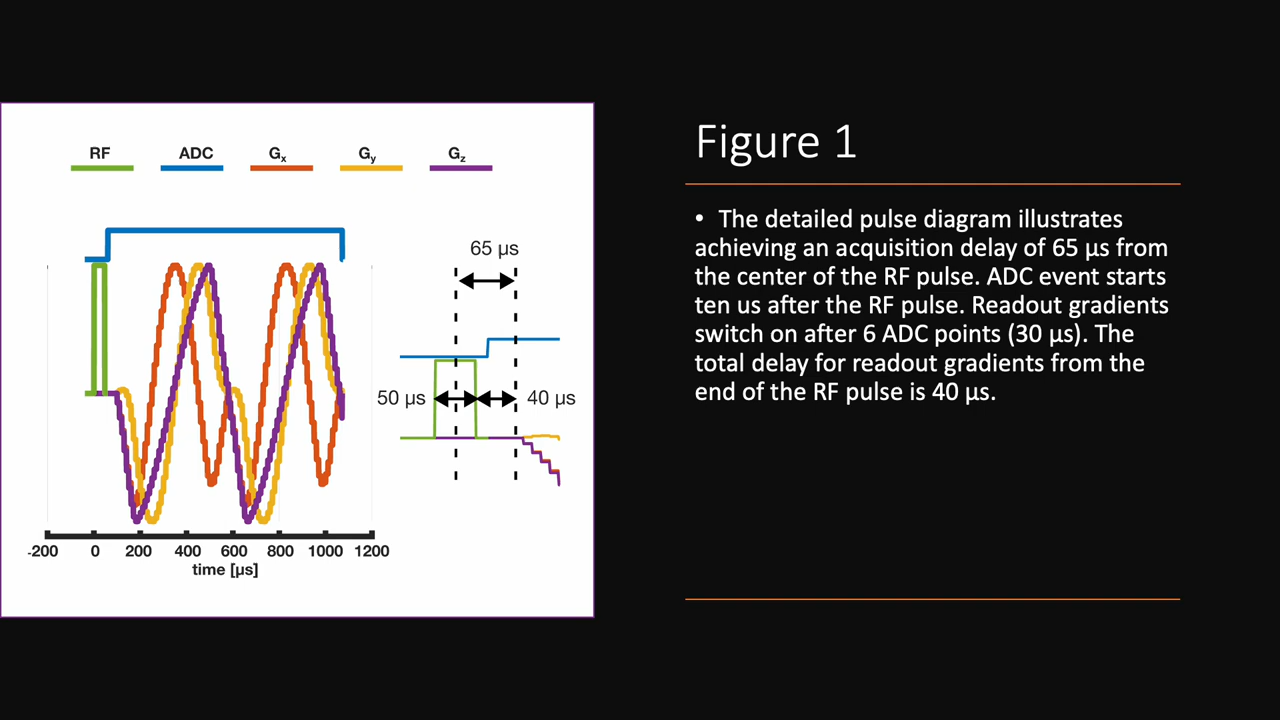 RF ADC Gx Gy Gz
65 µs
50 µs 40 µs
-200 0 200 400 600 800 1000 1200
time [µs]
Figure 1
• The detailed pulse diagram illustrates
achieving an acquisition delay of 65 µs from
the center of the RF pulse. ADC event starts
ten us after the RF pulse. Readout gradients
switch on after 6 ADC points (30 µs). The
total delay for readout gradients from the
end of the RF pulse is 40 µs.